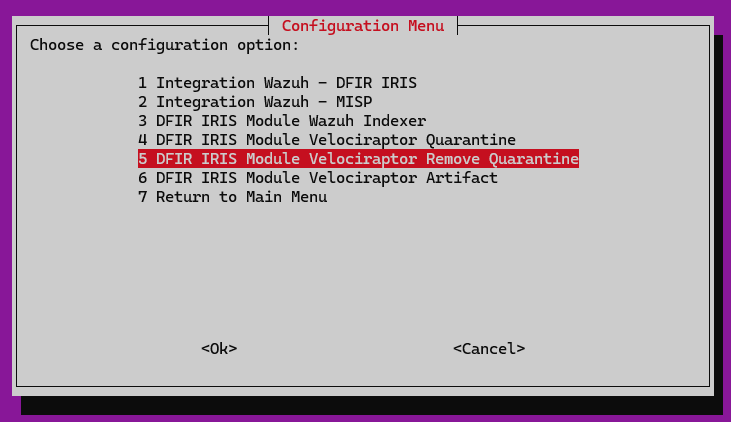 Configuration Menu
Choose a configuration option:
1 Integration Wazuh – DFIR IRIS
2 Integration Wazuh – MISP
3 DFIR IRIS Module Wazuh Indexer
4 DFIR IRIS Module Velociraptor Quarantine
5 DFIR IRIS Module Velociraptor Remove Quarantine
6 DFIR IRIS Module Velociraptor Artifact
7 Return to Main Menu
<Ok> <Cancel>